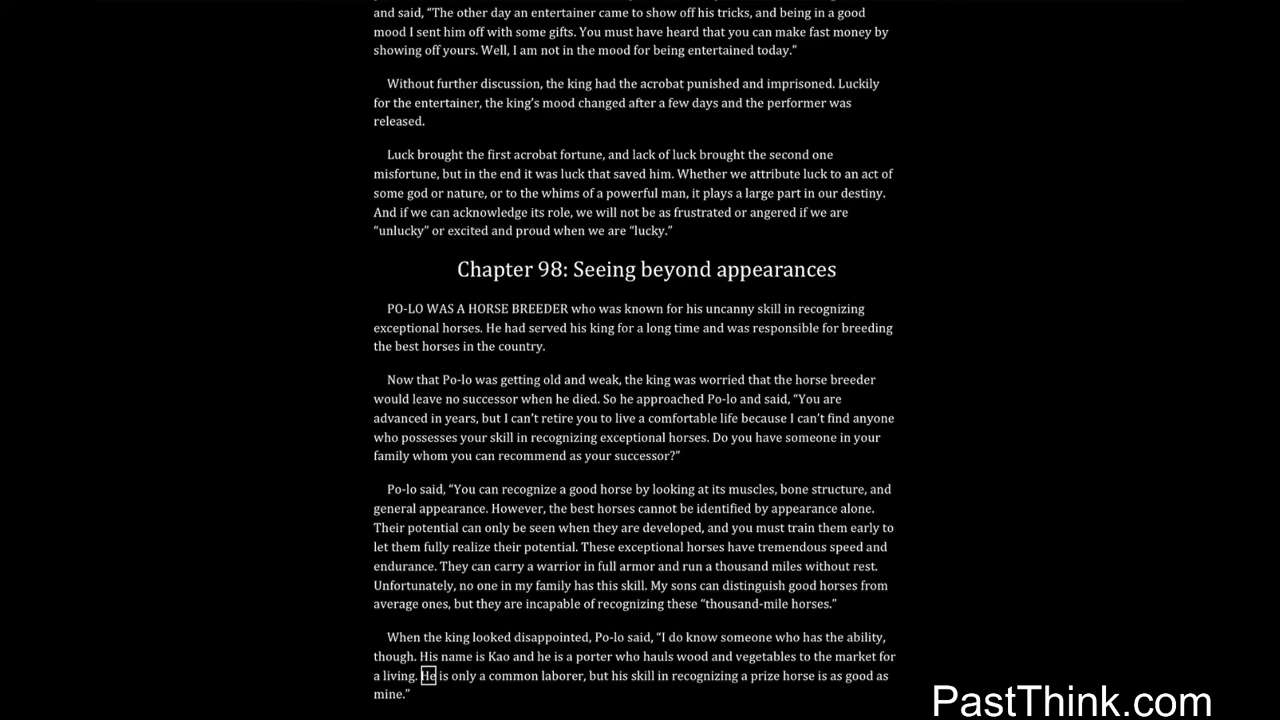 and said, “The other day an entertainer came to show off his tricks, and being in a good
mood I sent him off with some gifts. You must have heard that you can make fast money by
showing off yours. Well, I am not in the mood for being entertained today.”
Without further discussion, the king had the acrobat punished and imprisoned. Luckily
for the entertainer, the king’s mood changed after a few days and the performer was
released.
Luck brought the first acrobat fortune, and lack of luck brought the second one
misfortune, but in the end it was luck that saved him. Whether we attribute luck to an act of
some god or nature, or to the whims of a powerful man, it plays a large part in our destiny.
And if we can acknowledge its role, we will not be as frustrated or angered if we are
“unlucky” or excited and proud when we are “lucky.”
Chapter 98: Seeing beyond appearances
PO-LO WAS A HORSE BREEDER who was known for his uncanny skill in recognizing
exceptional horses. He had served his king for a long time and was responsible for breeding
the best horses in the country.
Now that Po-lo was getting old and weak, the king was worried that the horse breeder
would leave no successor when he died. So he approached Po-lo and said, “You are
advanced in years, but I can’t retire you to live a comfortable life because I can’t find anyone
who possesses your skill in recognizing exceptional horses. Do you have someone in your
family whom you can recommend as your successor?”
Po-lo said, “You can recognize a good horse by looking at its muscles, bone structure, and
general appearance. However, the best horses cannot be identified by appearance alone.
Their potential can only be seen when they are developed, and you must train them early to
let them fully realize their potential. These exceptional horses have tremendous speed and
endurance. They can carry a warrior in full armor and run a thousand miles without rest.
Unfortunately, no one in my family has this skill. My sons can distinguish good horses from
average ones, but they are incapable of recognizing these “thousand-mile horses.”
When the king looked disappointed, Po-lo said, “I do know someone who has the ability,
though. His name is Kao and he is a porter who hauls wood and vegetables to the market for
a living. He is only a common laborer, but his skill in recognizing a prize horse is as good as
mine.”
PastThink.com